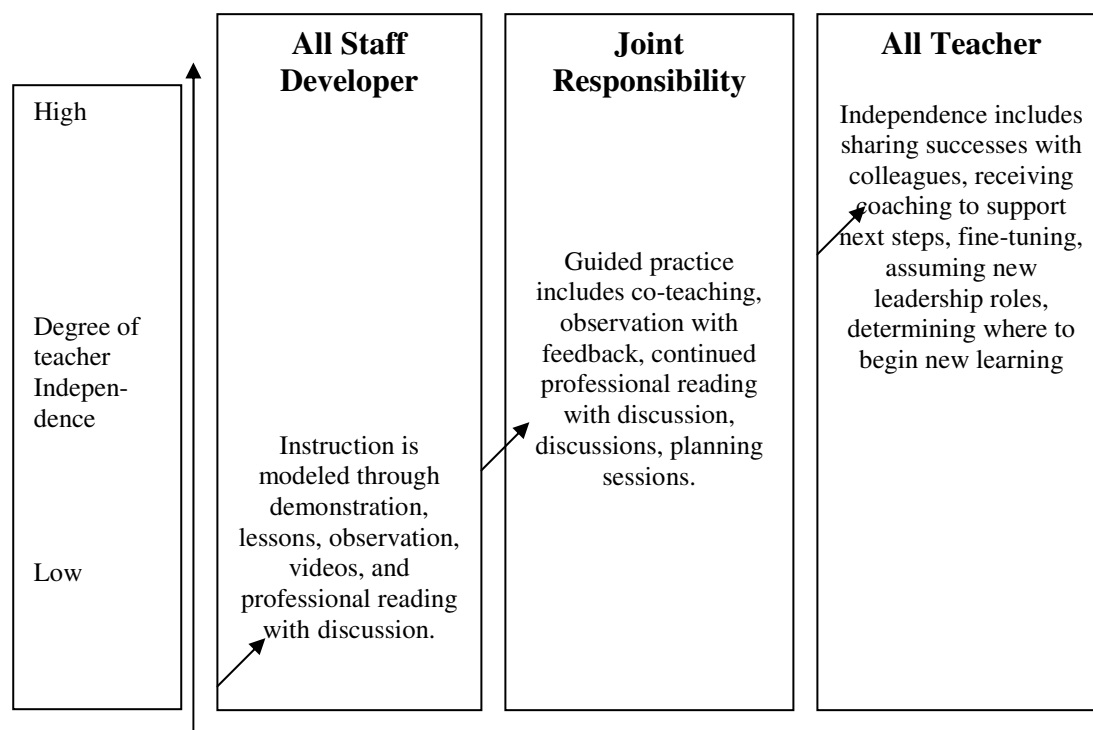 High
Degree of
teacher
Indepen-
dence
Low
All Staff
Developer
Instruction is
modeled through
demonstration,
lessons, observation,
videos, and
professional reading
with discussion.
Joint
Responsibility
Guided practice
includes co-teaching,
observation with
feedback, continued
professional reading
with discussion,
discussions, planning
sessions.
All Teacher
Independence includes
sharing successes with
colleagues, receiving
coaching to support
next steps, fine-tuning,
assuming new
leadership roles,
determining where to
begin new learning